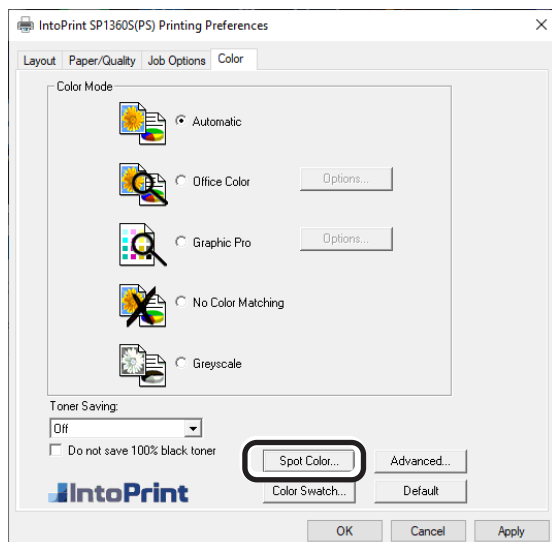 IntoPrint SP1360S(PS) Printing Preferences
Layout Paper/Quality Job Options Color
Color Mode
Automatic
Office Color Options...
Graphic Pro Options...
No Color Matching
Greyscale
Toner Saving:
Off
Do not save 100% black toner
Spot Color... Advanced...
IntoPrint Color Swatch... Default
OK Cancel Apply